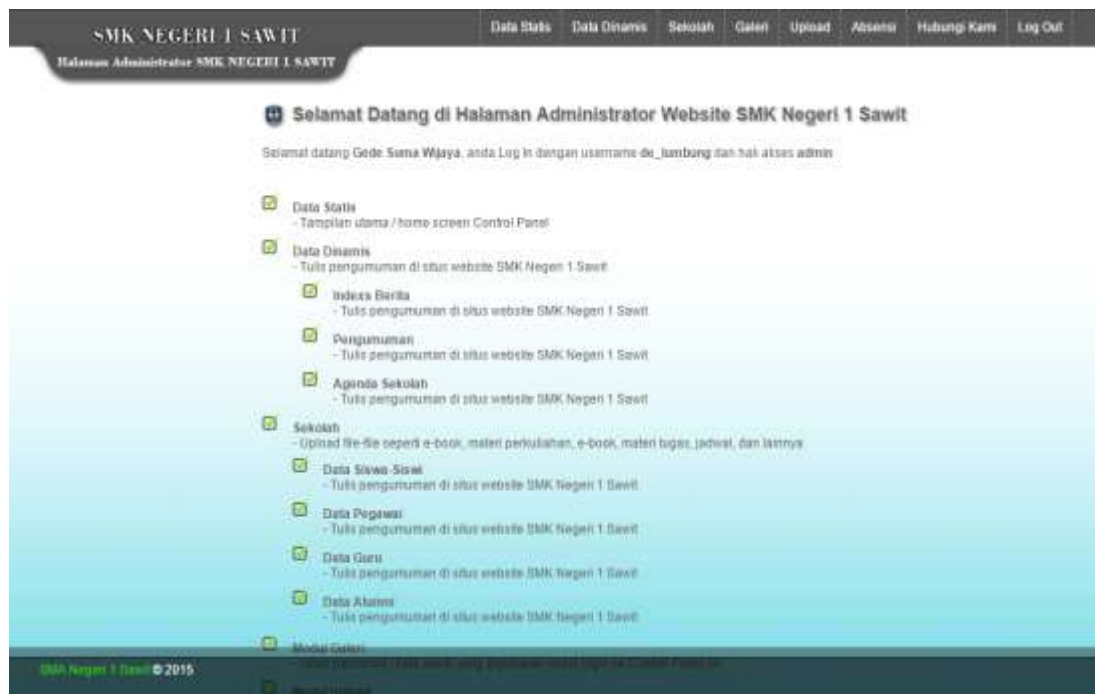 SMK NEGERI 1 SAWIT
Halaman Administrator SMK NEGERI 1 SAWIT
Data Statis Data Dinamis Sekolah Galeri Upload Absensi Hubungi Kami Log Out
Selamat Datang di Halaman Administrator Website SMK Negeri 1 Sawit
Selamat datang Gede Suma Wijaya, anda Log In dengan username de_lumbung dan hak akses admin
Data Statis
- Tampilan utama / home screen Control Panel
Data Dinamis
- Tulis pengumuman di situs website SMK Negeri 1 Sawit
Indexs Berita
- Tulis pengumuman di situs website SMK Negeri 1 Sawit
Pengumuman
- Tulis pengumuman di situs website SMK Negeri 1 Sawit
Agenda Sekolah
- Tulis pengumuman di situs website SMK Negeri 1 Sawit
Sekolah
- Upload file-file seperti e-book, materi perkuliahan, e-book, materi tugas, jadwal, dan lainnya
Data Siswa-Siswi
- Tulis pengumuman di situs website SMK Negeri 1 Sawit
Data Pegawai
- Tulis pengumuman di situs website SMK Negeri 1 Sawit
Data Guru
- Tulis pengumuman di situs website SMK Negeri 1 Sawit
Data Alumni
- Tulis pengumuman di situs website SMK Negeri 1 Sawit
Modul Galeri
SMA Negeri 1 Sawit © 2015
Modul Upload